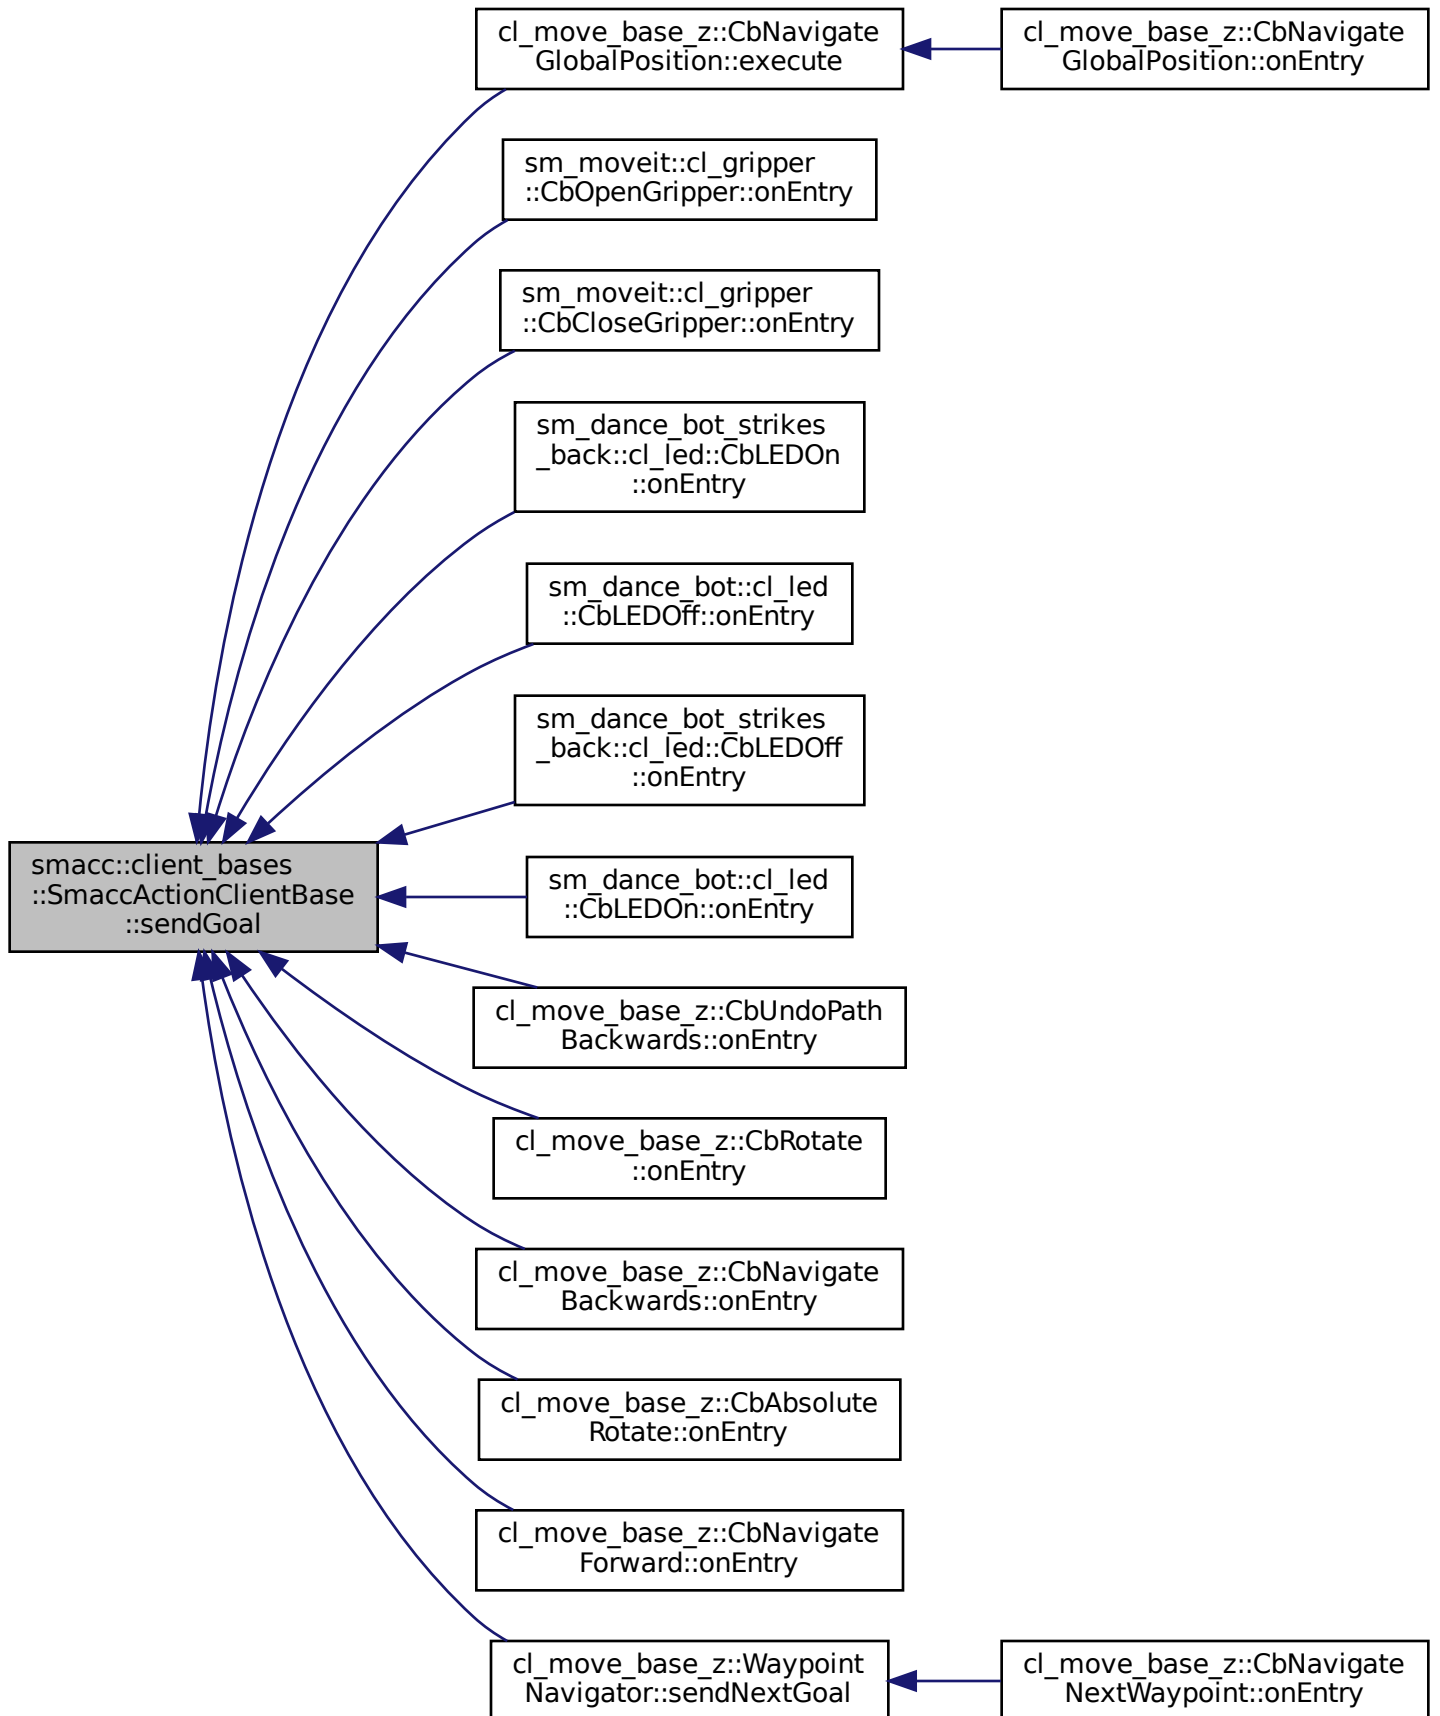 cl_move_base_z::CbNavigate
GlobalPosition::execute
cl_move_base_z::CbNavigate
GlobalPosition::onEntry
sm_moveit::cl_gripper
::CbOpenGripper::onEntry
sm_moveit::cl_gripper
::CbCloseGripper::onEntry
sm_dance_bot_strikes
_back::cl_led::CbLEDOn
::onEntry
sm_dance_bot::cl_led
::CbLEDOff::onEntry
sm_dance_bot_strikes
_back::cl_led::CbLEDOff
::onEntry
smacc::client_bases
::SmaccActionClientBase
::sendGoal
sm_dance_bot::cl_led
::CbLEDOn::onEntry
cl_move_base_z::CbUndoPath
Backwards::onEntry
cl_move_base_z::CbRotate
::onEntry
cl_move_base_z::CbNavigate
Backwards::onEntry
cl_move_base_z::CbAbsolute
Rotate::onEntry
cl_move_base_z::CbNavigate
Forward::onEntry
cl_move_base_z::Waypoint
Navigator::sendNextGoal
cl_move_base_z::CbNavigate
NextWaypoint::onEntry